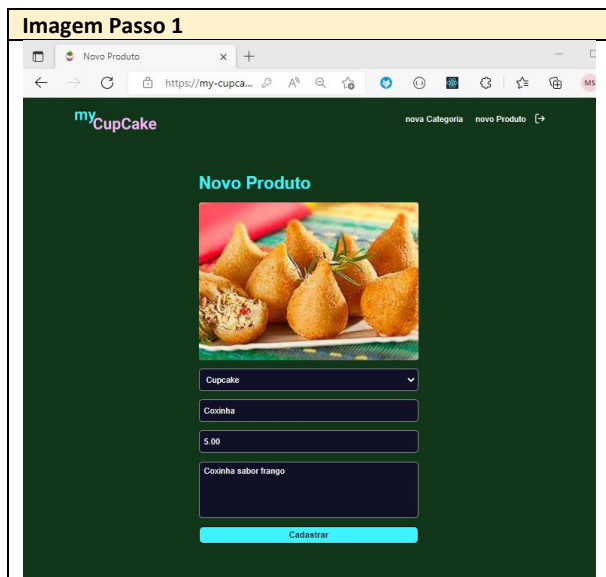 Imagem Passo 1
Novo Produto
https://my-cupca...
MS
my
CupCake
nova Categoria novo Produto
Novo Produto
Cupcake
Coxinha
5.00
Coxinha sabor frango
Cadastrar